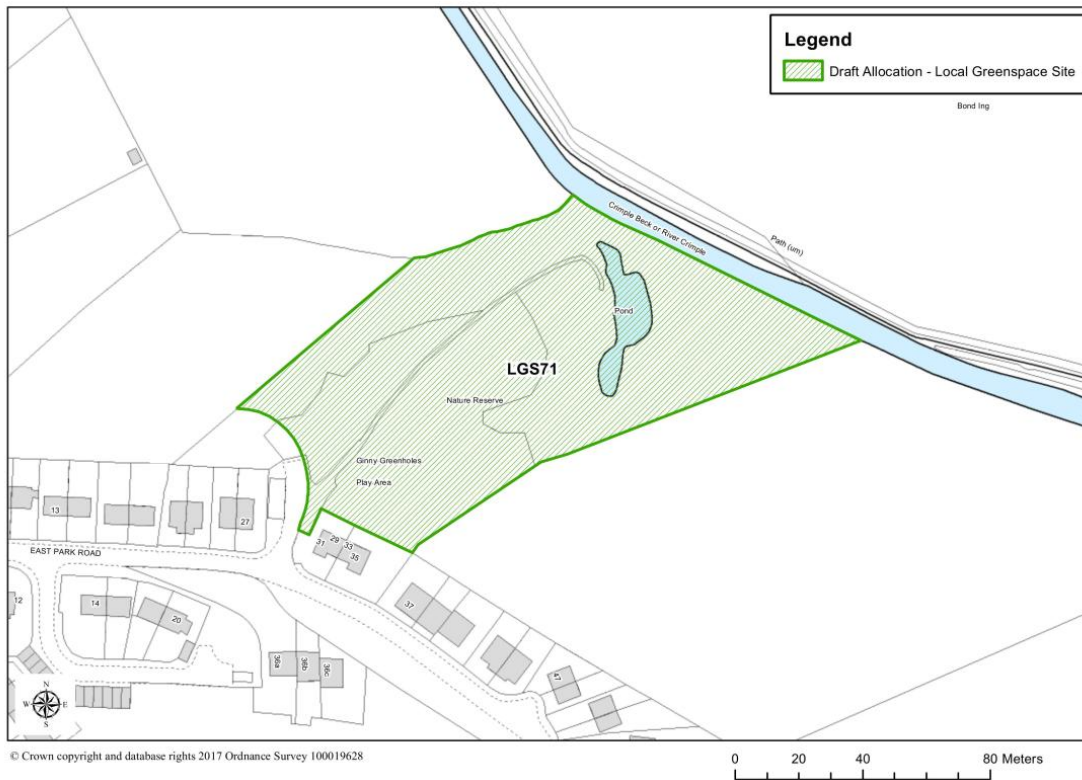 Legend
Draft Allocation - Local Greenspace Site
Bond Ing
Crimple Beck or River Crimple
Path (um)
Pond
LGS71
Nature Reserve
Ginny Greenholes
Play Area
13
27
EAST PARK ROAD
31
29
33
35
12
14
20
37
36a
36b
36c
47
N
W
E
S
© Crown copyright and database rights 2017 Ordnance Survey 100019628
0 20 40 80 Meters